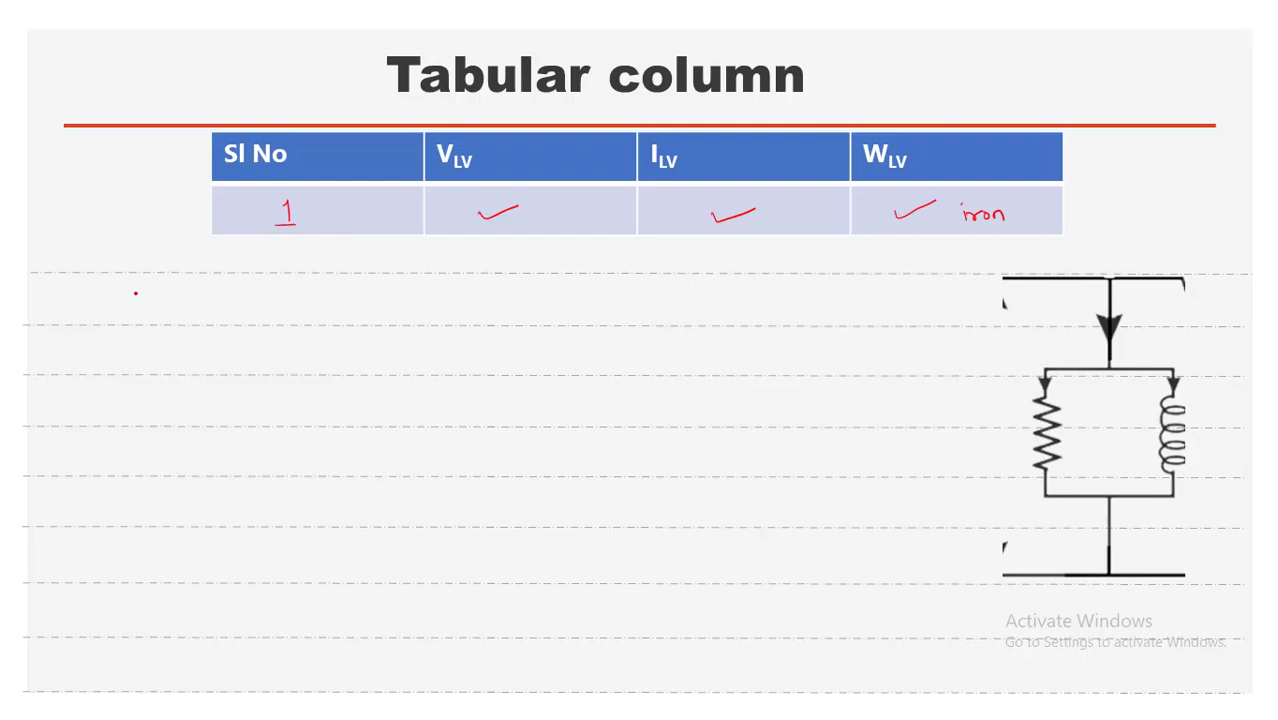 Tabular column
Sl No VLV ILV WLV
1 ✓ ✓ ✓ iron
Activate Windows
Go to Settings to activate Windows.